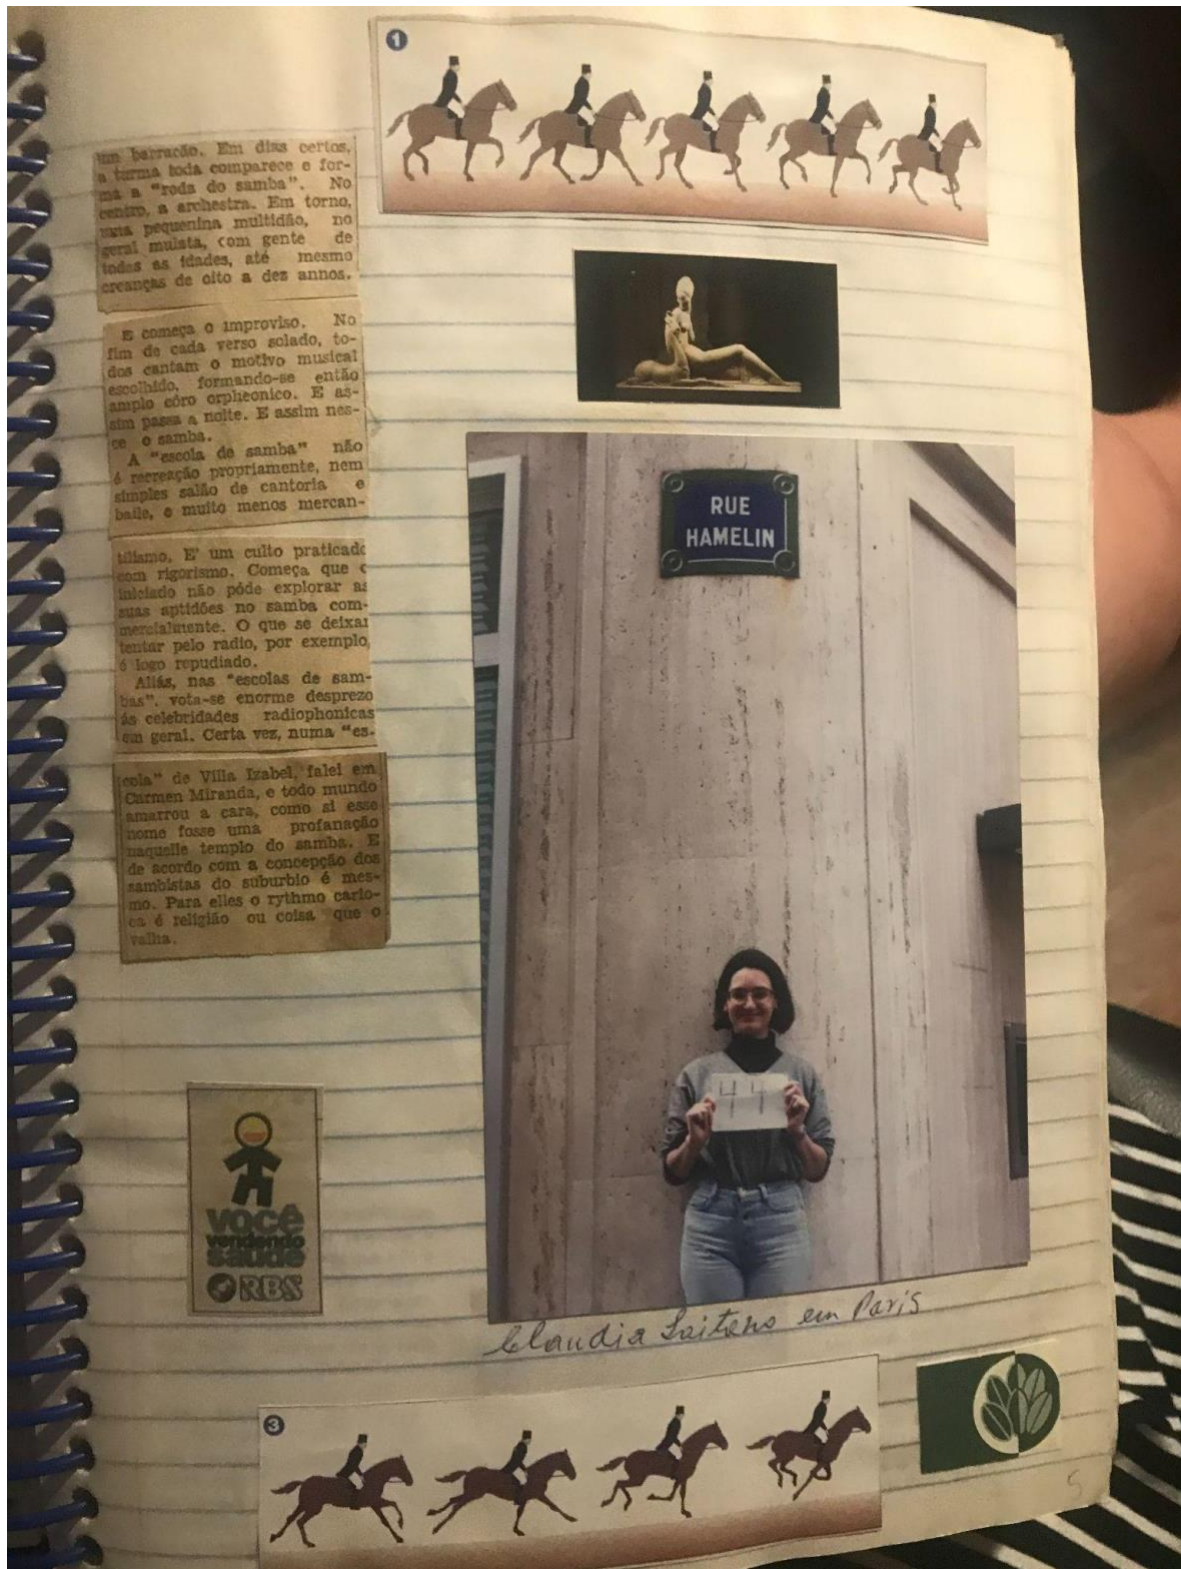 1
um barracão. Em dias certos,
a turma toda comparece e for-
ma a "roda do samba". No
centro, a archestra. Em torno,
uma pequenina multidão, no
geral mulata, com gente de
todas as idades, até mesmo
creanças de oito a dez annos.
E começa o improviso. No
fim de cada verso solado, to-
dos cantam o motivo musical
escolhido, formando-se então
amplo côro orpheonico. E as-
sim passa a noite. E assim nas-
ce o samba.
A "escola de samba" não
é recreação propriamente, nem
simples salão de cantoria e
baile, e muito menos mercan-
tilismo. E' um culto praticado
com rigorismo. Começa que o
iniciado não póde explorar as
suas aptidões no samba com-
mercialmente. O que se deixar
tentar pelo radio, por exemplo,
é logo repudiado.
Aliás, nas "escolas de sam-
bas", vota-se enorme desprezo
ás celebridades radiophonicas
em geral. Certa vez, numa "es-
cola" de Villa Izabel, falei em
Carmen Miranda, e todo mundo
amarrou a cara, como si esse
nome fosse uma profanação
naquelle templo do samba. E
de acordo com a concepção dos
sambistas do suburbio é mes-
mo. Para elles o rythmo cario-
ca é religião ou coisa que o
valha.
RUE
HAMELIN
você
vendendo
saúde
RBS
Claudia Laitano em Paris
3
5